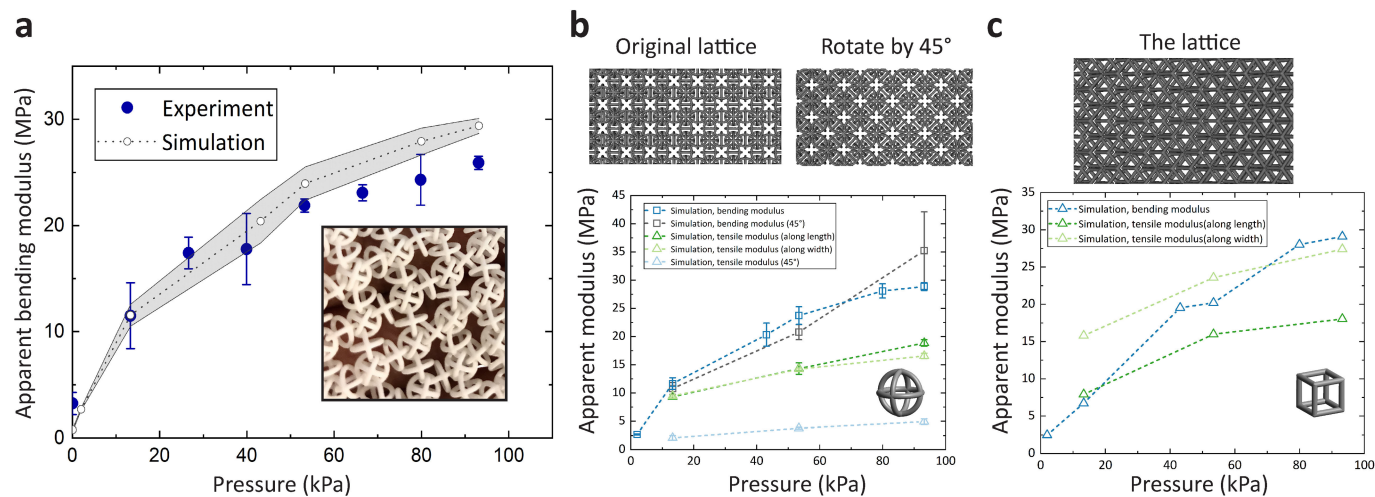 a
Apparent bending modulus (MPa)
30
20
10
0
Experiment
Simulation
0
20
40
60
80
100
Pressure (kPa)
b
Original lattice
Rotate by 45°
Apparent modulus (MPa)
45
40
35
30
25
20
15
10
5
0
Simulation, bending modulus
Simulation, bending modulus (45°)
Simulation, tensile modulus (along length)
Simulation, tensile modulus (along width)
Simulation, tensile modulus (45°)
0
20
40
60
80
100
Pressure (kPa)
c
The lattice
Apparent modulus (MPa)
35
30
25
20
15
10
5
0
Simulation, bending modulus
Simulation, tensile modulus(along length)
Simulation, tensile modulus(along width)
0
20
40
60
80
100
Pressure (kPa)